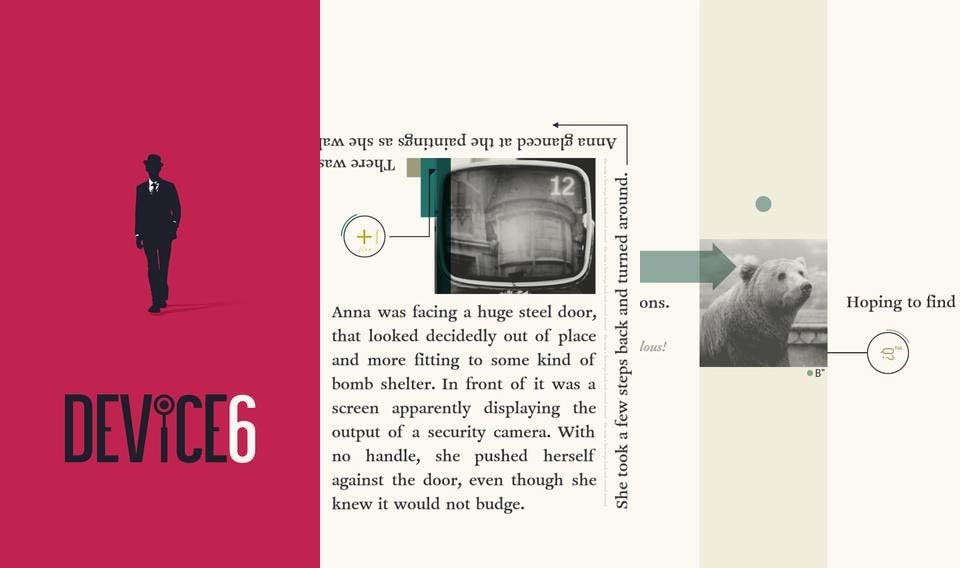 DEVICE6
Anna was facing a huge steel door,
that looked decidedly out of place
and more fitting to some kind of
bomb shelter. In front of it was a
screen apparently displaying the
output of a security camera. With
no handle, she pushed herself
against the door, even though she
knew it would not budge.
12
She took a few steps back and turned around.
Anna glanced at the paintings as she
There was
ons.
lous!
B"
Hoping to find